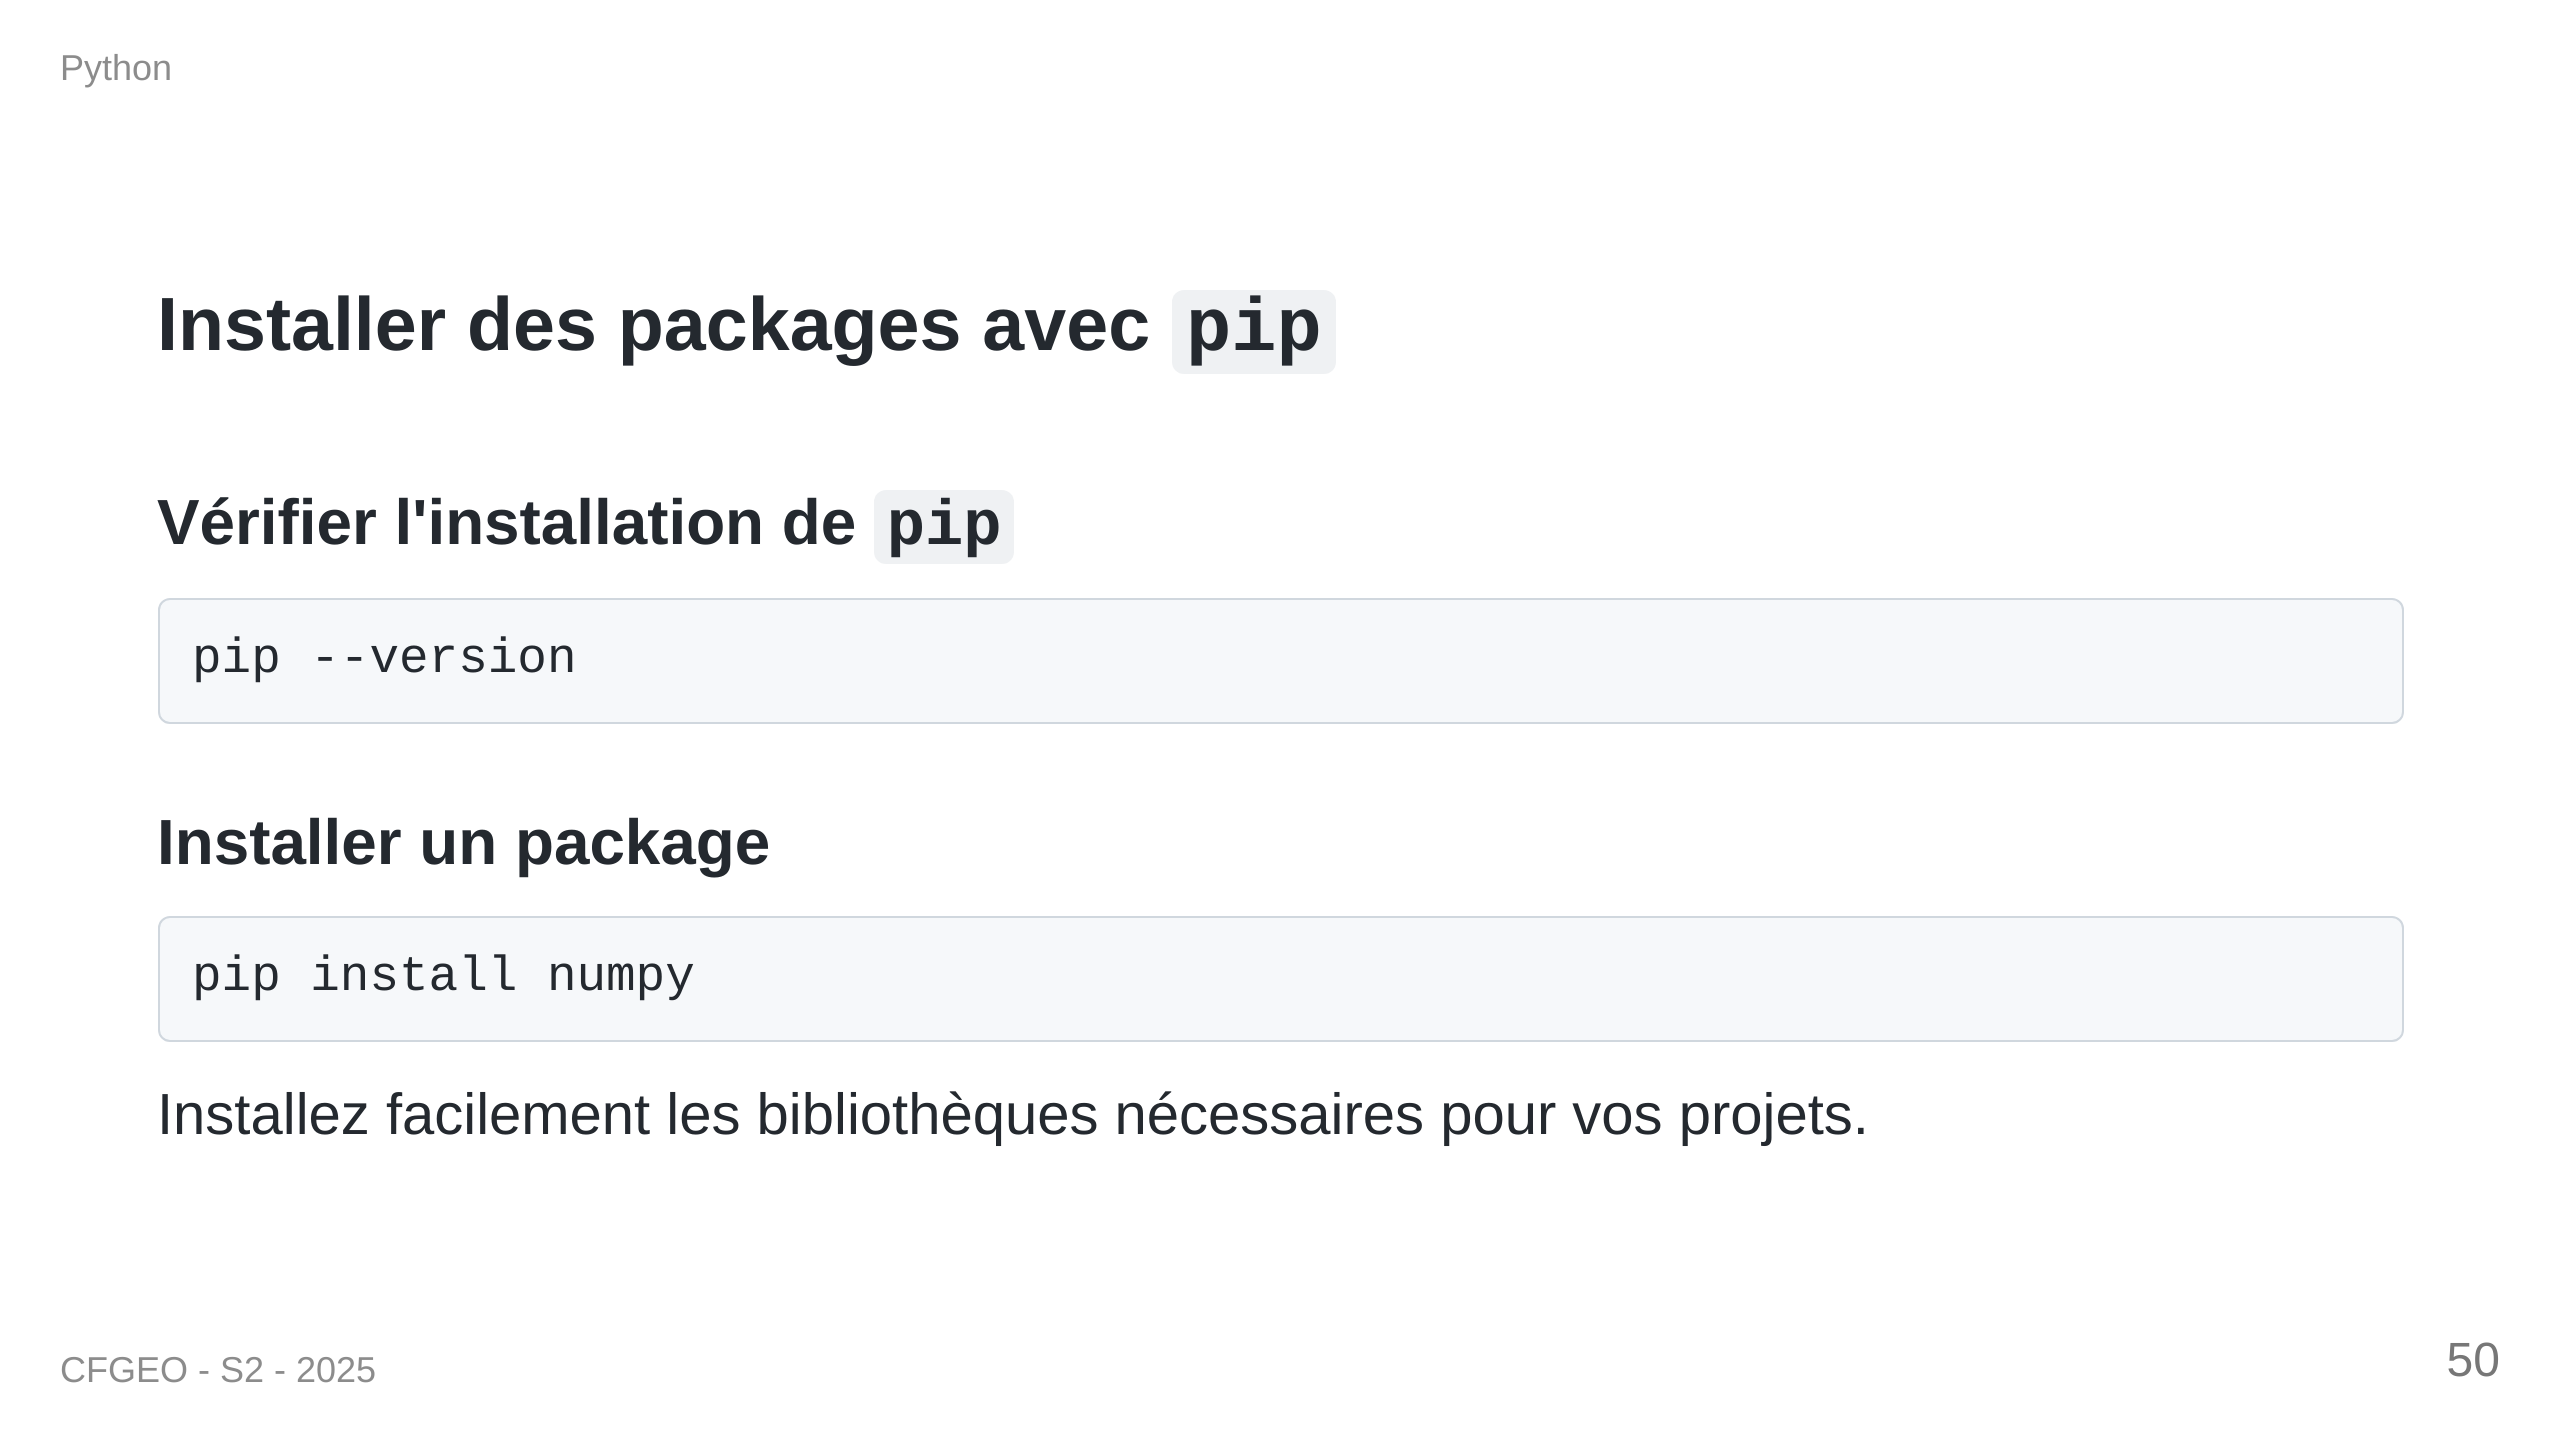 Python
Installer des packages avec pip
Vérifier l'installation de pip
pip --version
Installer un package
pip install numpy
Installez facilement les bibliothèques nécessaires pour vos projets.
CFGEO - S2 - 2025
50